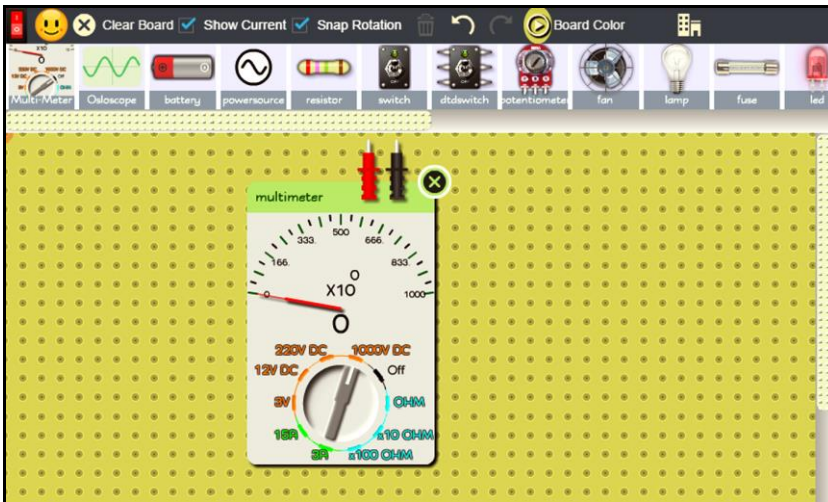 Clear Board Show Current Snap Rotation Board Color
Multi-Meter Osloscope battery powersource resistor switch dtdswitch potentiometer fan lamp fuse led
multimeter
166. 333. 500 666. 833.
0 1000
X10 0
0
220V DC 1000V DC
12V DC Off
3V OHM
15A x10 OHM
3A x100 OHM